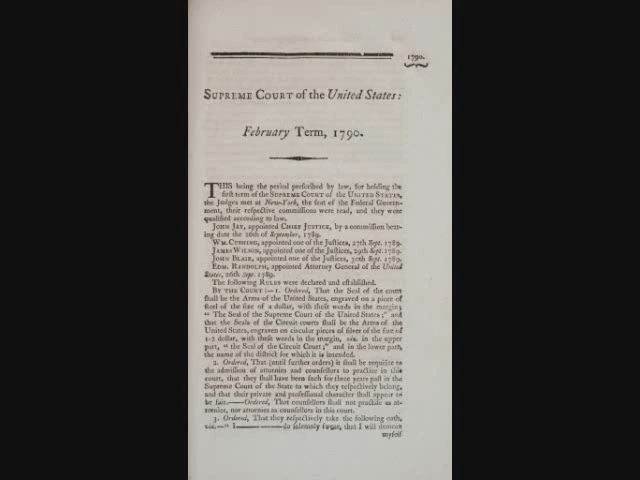 1790.
SUPREME COURT of the United States:
February Term, 1790.
THIS being the period prescribed by law, for holding the
first term of the SUPREME COURT of the UNITED STATES,
the Judges met at New-York, the seat of the Federal Govern-
ment, their respective commissions were read, and they were
qualified according to law.
JOHN JAY, appointed CHIEF JUSTICE, by a commission bear-
ing date the 26th of September, 1789.
WM. CUSHING, appointed one of the Justices, 27th Sept. 1789.
JAMES WILSON, appointed one of the Justices, 29th Sept. 1789.
JOHN BLAIR, appointed one of the Justices, 30th Sept. 1789.
EDM. RANDOLPH, appointed Attorney General of the United
States, 26th Sept. 1789.
The following RULES were declared and established.
BY THE COURT:—1. Ordered, That the Seal of the court
shall be the Arms of the United States, engraved on a piece of
steel of the size of a dollar, with these words in the margin;
" The Seal of the Supreme Court of the United States;" and
that the Seals of the Circuit courts shall be the Arms of the
United States, engraven on circular pieces of silver of the size of
1-2 dollar, with these words in the margin, viz. in the upper
part, " the Seal of the Circuit Court;" and in the lower part,
the name of the district for which it is intended.
2. Ordered, That (until further orders) it shall be requisite to
the admission of attornies and counsellors to practice in this
court, that they shall have been such for three years past in the
Supreme Court of the State to which they respectively belong,
and that their private and professional character shall appear to
be fair.——Ordered, That counsellors shall not practise as at-
tornies, nor attornies as counsellors in this court.
3. Ordered, That they respectively take the following oath,
viz.—" I————do solemnly swear, that I will demean
myself